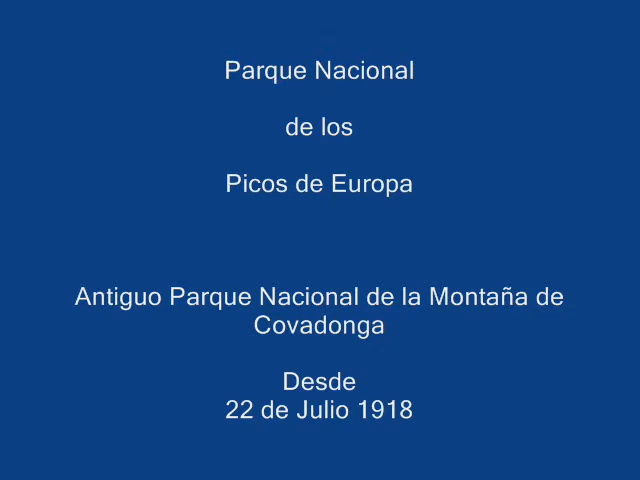 Parque Nacional
de los
Picos de Europa
Antiguo Parque Nacional de la Montaña de
Covadonga
Desde
22 de Julio 1918